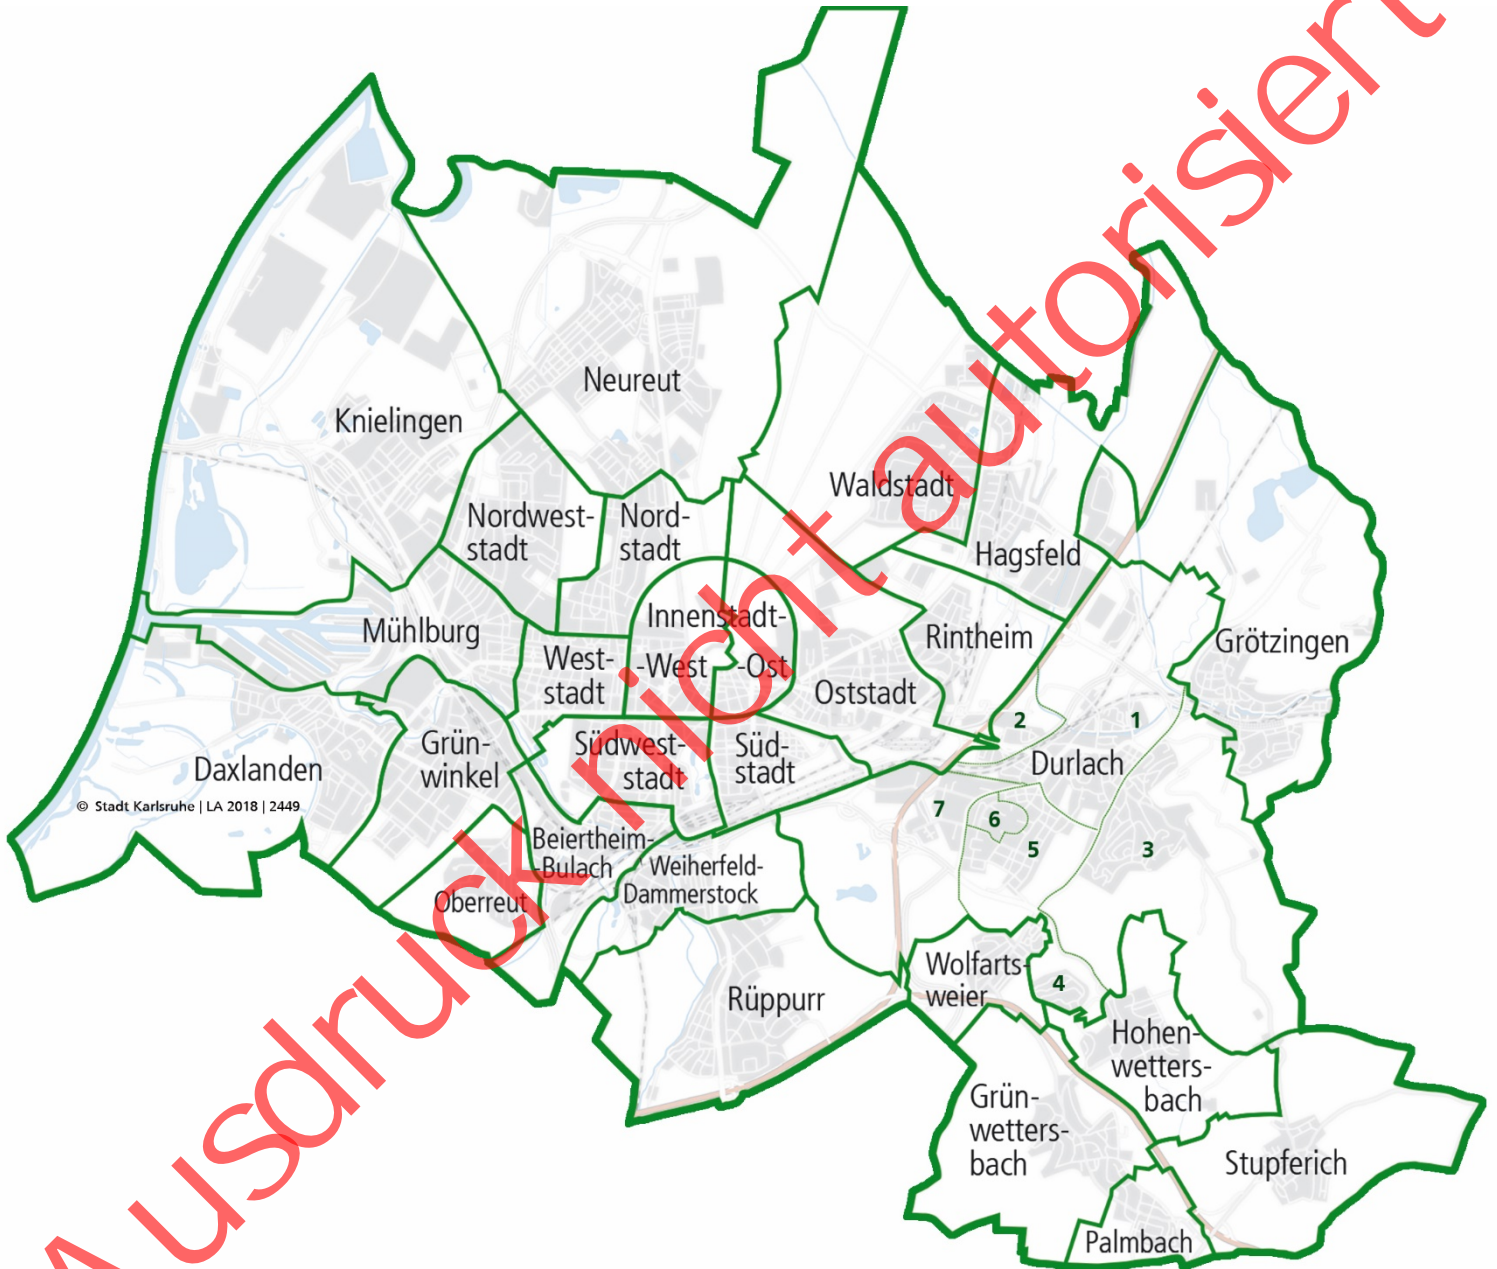 Neureut
Knielingen
Waldstadt
Nordwest-
stadt
Nord-
stadt
Hagsfeld
Innenstadt-
-West
-Ost
Mühlburg
Rintheim
Grötzingen
West-
stadt
Oststadt
2
1
Grün-
winkel
Südwest-
stadt
Süd-
stadt
Durlach
Daxlanden
© Stadt Karlsruhe | LA 2018 | 2449
7
6
5
3
Beiertheim-
-Bulach
Weiherfeld-
Dammerstock
Oberreut
Wolfarts-
weier
4
Rüppurr
Hohen-
wetters-
bach
Grün-
wetters-
bach
Stupferich
Palmbach
Ausdruck nicht autorisiert